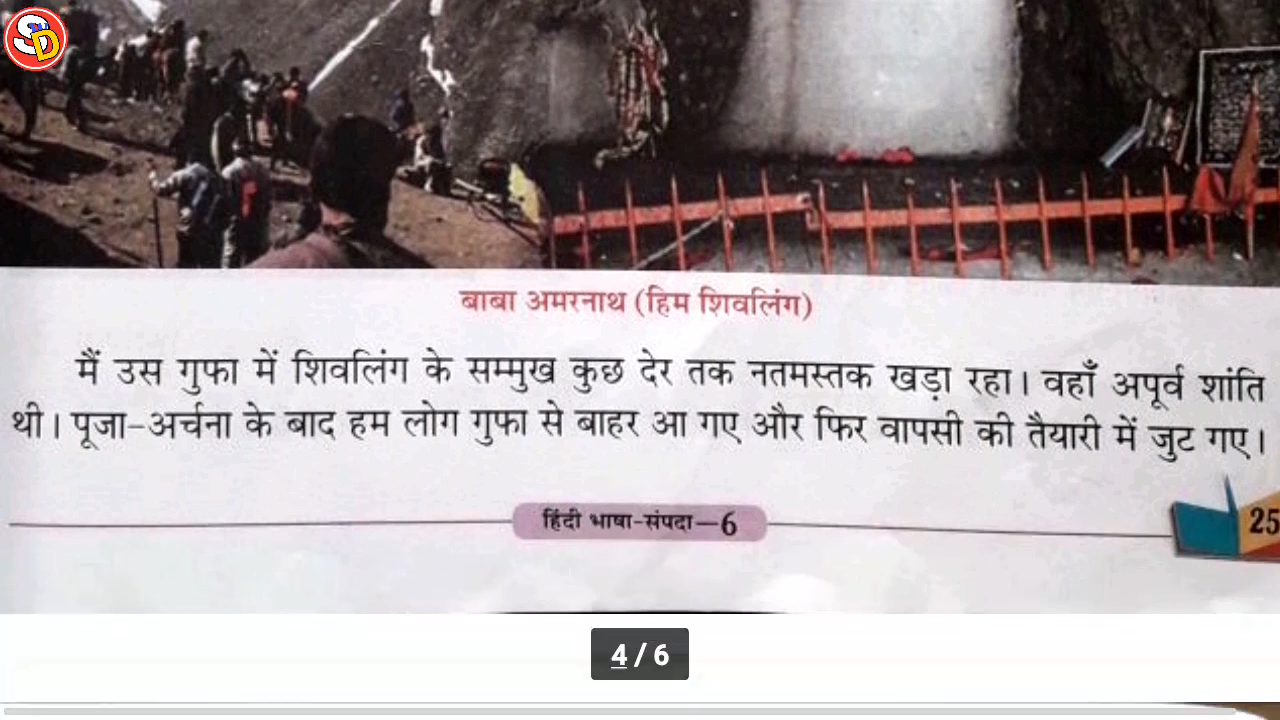 SD
बाबा अमरनाथ (हिम शिवलिंग)
मैं उस गुफा में शिवलिंग के सम्मुख कुछ देर तक नतमस्तक खड़ा रहा। वहाँ अपूर्व शांति
थी। पूजा-अर्चना के बाद हम लोग गुफा से बाहर आ गए और फिर वापसी की तैयारी में जुट गए।
हिंदी भाषा-संपदा—6
25
4 / 6